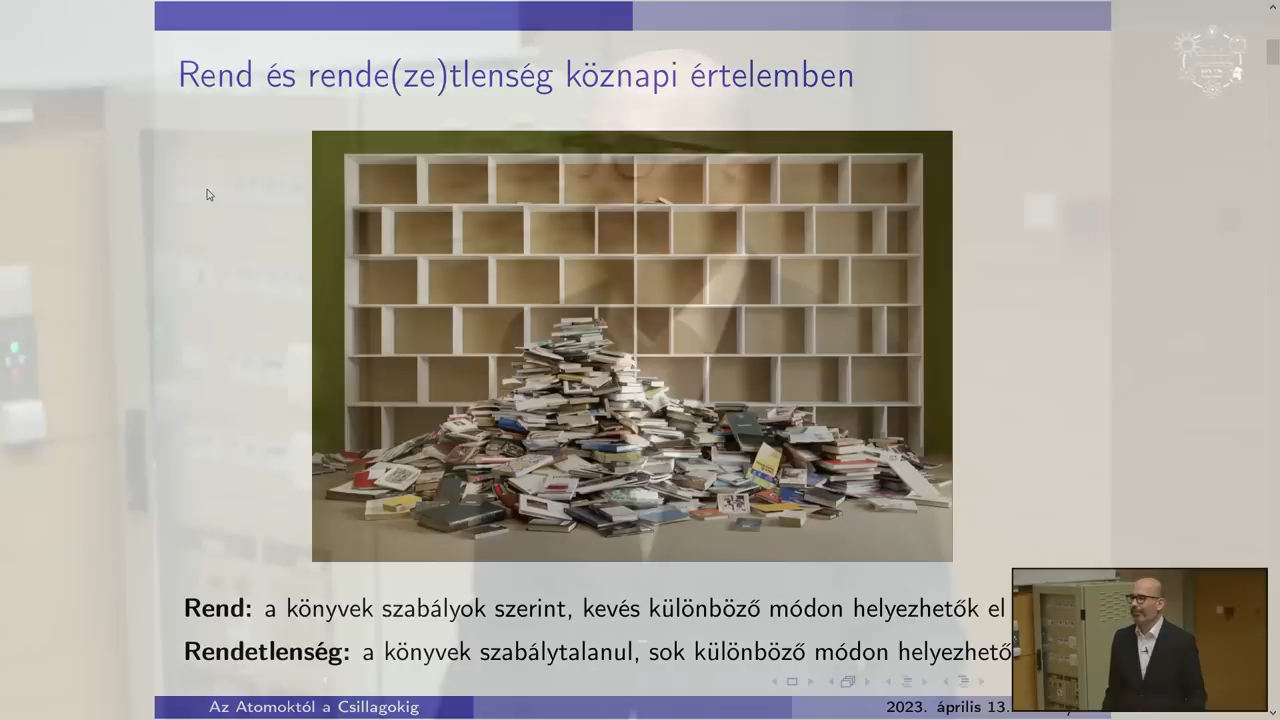 Rend és rende(ze)tlenség köznapi értelemben
Rend: a könyvek szabályok szerint, kevés különböző módon helyezhetők el
Rendetlenség: a könyvek szabálytalanul, sok különböző módon helyezhető
Az Atomoktól a Csillagokig
2023. április 13.